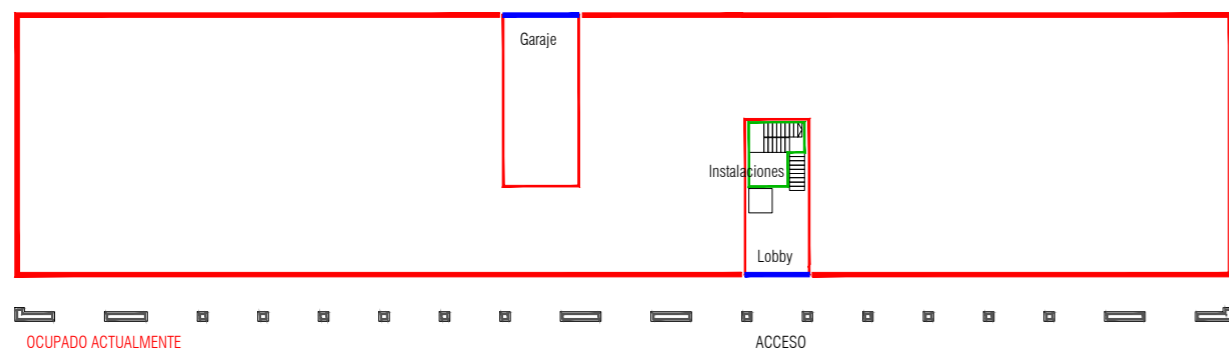 Garaje
Instalaciones
Lobby
OCUPADO ACTUALMENTE
ACCESO